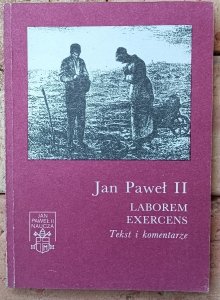 Jan Paweł II
LABOREM
EXERCENS
Tekst i komentarze
JAN
PAWEŁ II
NAUCZA